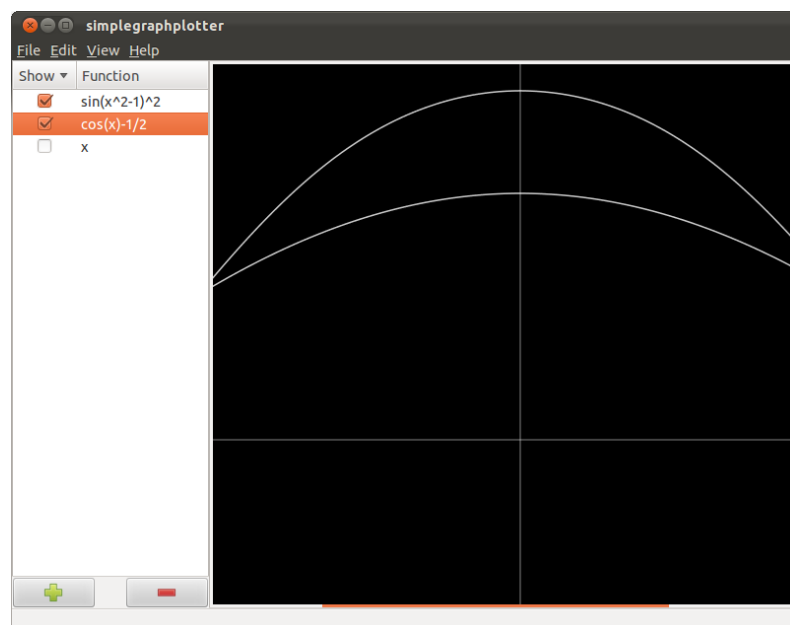 simplegraphplotter
File Edit View Help
Show Function
sin(x^2-1)^2
cos(x)-1/2
x